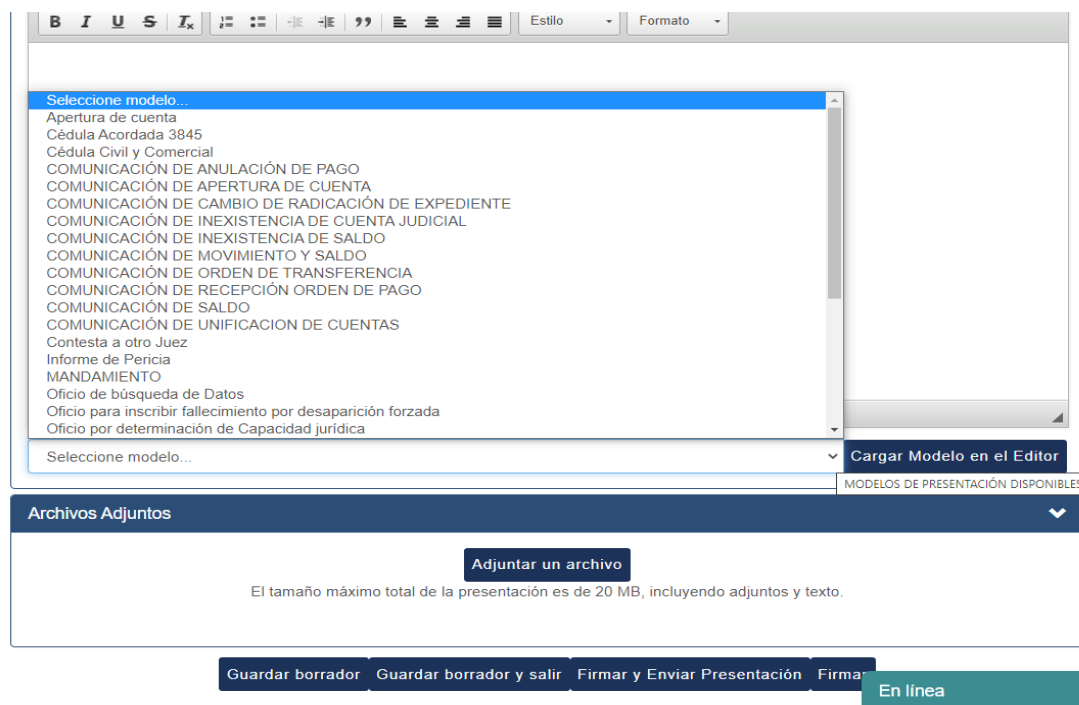 B I U S Tx Estilo Formato
Seleccione modelo...
Apertura de cuenta
Cédula Acordada 3845
Cédula Civil y Comercial
COMUNICACIÓN DE ANULACIÓN DE PAGO
COMUNICACIÓN DE APERTURA DE CUENTA
COMUNICACIÓN DE CAMBIO DE RADICACIÓN DE EXPEDIENTE
COMUNICACIÓN DE INEXISTENCIA DE CUENTA JUDICIAL
COMUNICACIÓN DE INEXISTENCIA DE SALDO
COMUNICACIÓN DE MOVIMIENTO Y SALDO
COMUNICACIÓN DE ORDEN DE TRANSFERENCIA
COMUNICACIÓN DE RECEPCIÓN ORDEN DE PAGO
COMUNICACIÓN DE SALDO
COMUNICACIÓN DE UNIFICACION DE CUENTAS
Contesta a otro Juez
Informe de Pericia
MANDAMIENTO
Oficio de búsqueda de Datos
Oficio para inscribir fallecimiento por desaparición forzada
Oficio por determinación de Capacidad jurídica
Seleccione modelo... Cargar Modelo en el Editor
MODELOS DE PRESENTACIÓN DISPONIBLES
Archivos Adjuntos
Adjuntar un archivo
El tamaño máximo total de la presentación es de 20 MB, incluyendo adjuntos y texto.
Guardar borrador Guardar borrador y salir Firmar y Enviar Presentación Firmar
En línea